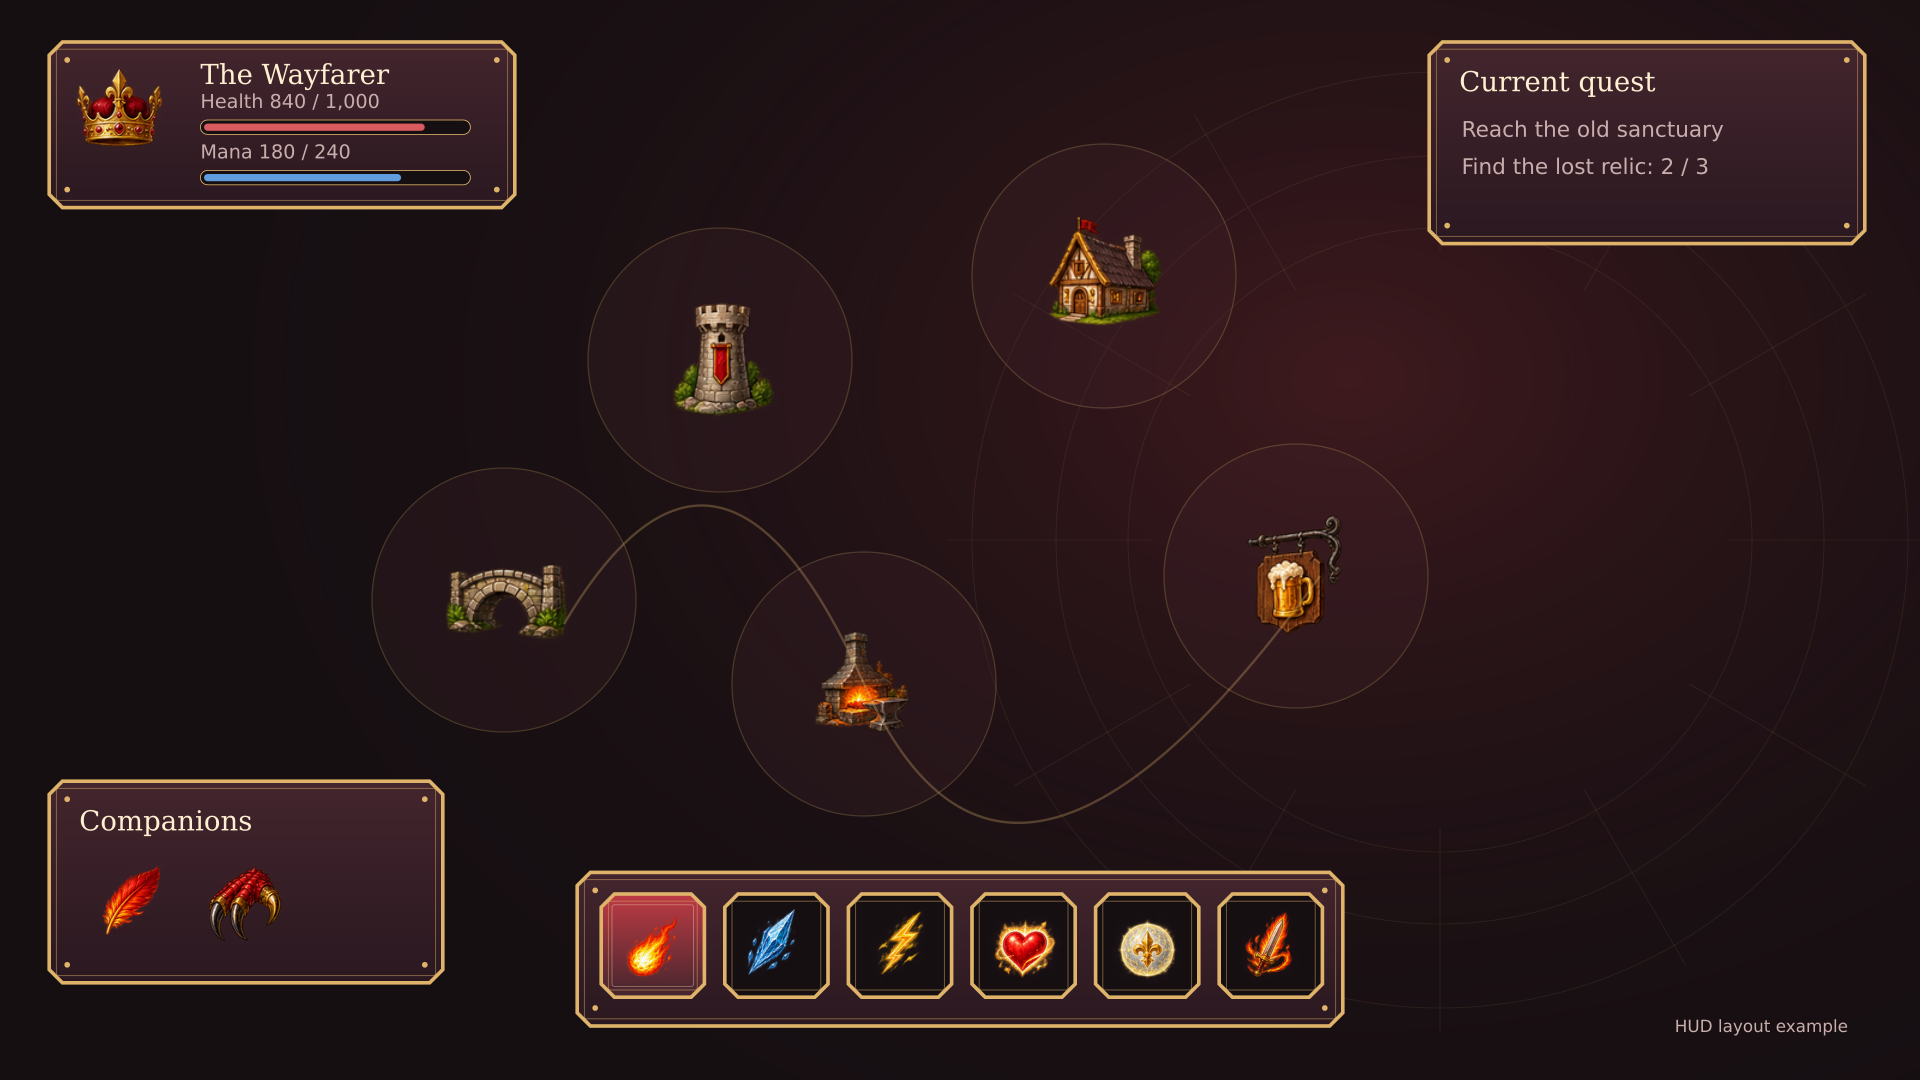 The Wayfarer
Health 840 / 1,000
Mana 180 / 240
Current quest
Reach the old sanctuary
Find the lost relic: 2 / 3
Companions
HUD layout example